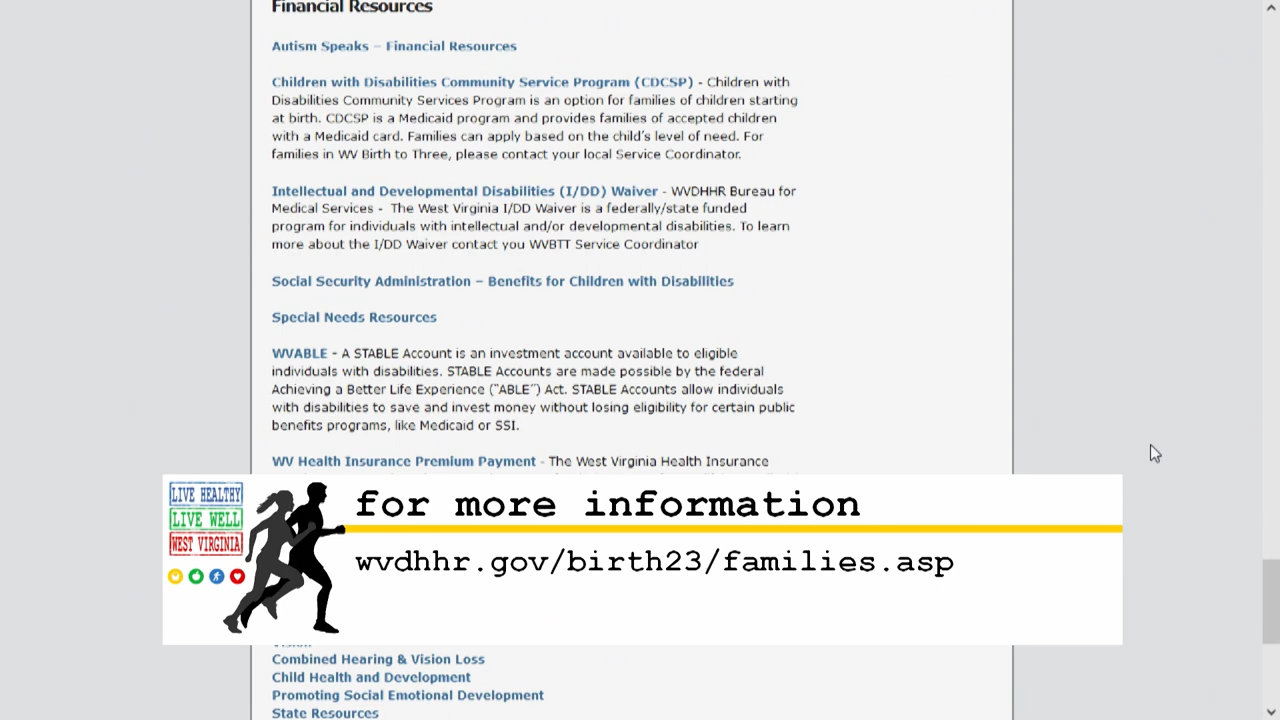 Financial Resources
Autism Speaks – Financial Resources
Children with Disabilities Community Service Program (CDCSP) - Children with
Disabilities Community Services Program is an option for families of children starting
at birth. CDCSP is a Medicaid program and provides families of accepted children
with a Medicaid card. Families can apply based on the child's level of need. For
families in WV Birth to Three, please contact your local Service Coordinator.
Intellectual and Developmental Disabilities (I/DD) Waiver - WVDHHR Bureau for
Medical Services - The West Virginia I/DD Waiver is a federally/state funded
program for individuals with intellectual and/or developmental disabilities. To learn
more about the I/DD Waiver contact you WVBTT Service Coordinator
Social Security Administration – Benefits for Children with Disabilities
Special Needs Resources
WVABLE - A STABLE Account is an investment account available to eligible
individuals with disabilities. STABLE Accounts are made possible by the federal
Achieving a Better Life Experience ("ABLE") Act. STABLE Accounts allow individuals
with disabilities to save and invest money without losing eligibility for certain public
benefits programs, like Medicaid or SSI.
WV Health Insurance Premium Payment - The West Virginia Health Insurance
LIVE HEALTHY
LIVE WELL
WEST VIRGINIA
for more information
wvdhhr.gov/birth23/families.asp
Combined Hearing & Vision Loss
Child Health and Development
Promoting Social Emotional Development
State Resources